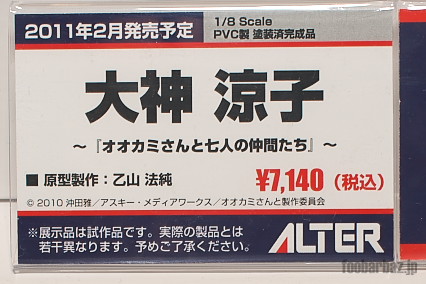 2011年2月発売予定
1/8 Scale
PVC製 塗装済完成品
大神 涼子
～『オオカミさんと七人の仲間たち』～
■ 原型製作：乙山 法純
¥7,140（税込）
© 2010 沖田雅／アスキー・メディアワークス／オオカミさんと製作委員会
※展示品は試作品です。実際の製品とは
若干異なります。予めご了承ください。
ALTER
foobarbaz.jp